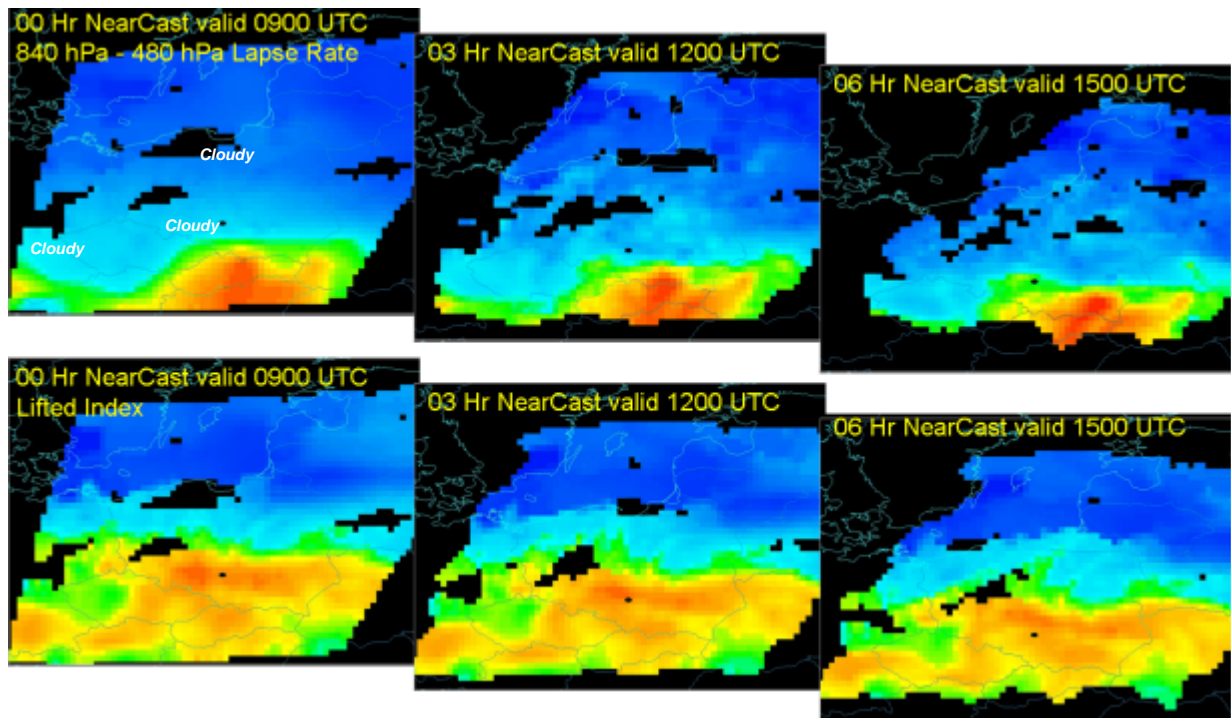 00 Hr NearCast valid 0900 UTC
840 hPa - 480 hPa Lapse Rate
Cloudy
Cloudy
Cloudy
03 Hr NearCast valid 1200 UTC
06 Hr NearCast valid 1500 UTC
00 Hr NearCast valid 0900 UTC
Lifted Index
03 Hr NearCast valid 1200 UTC
06 Hr NearCast valid 1500 UTC